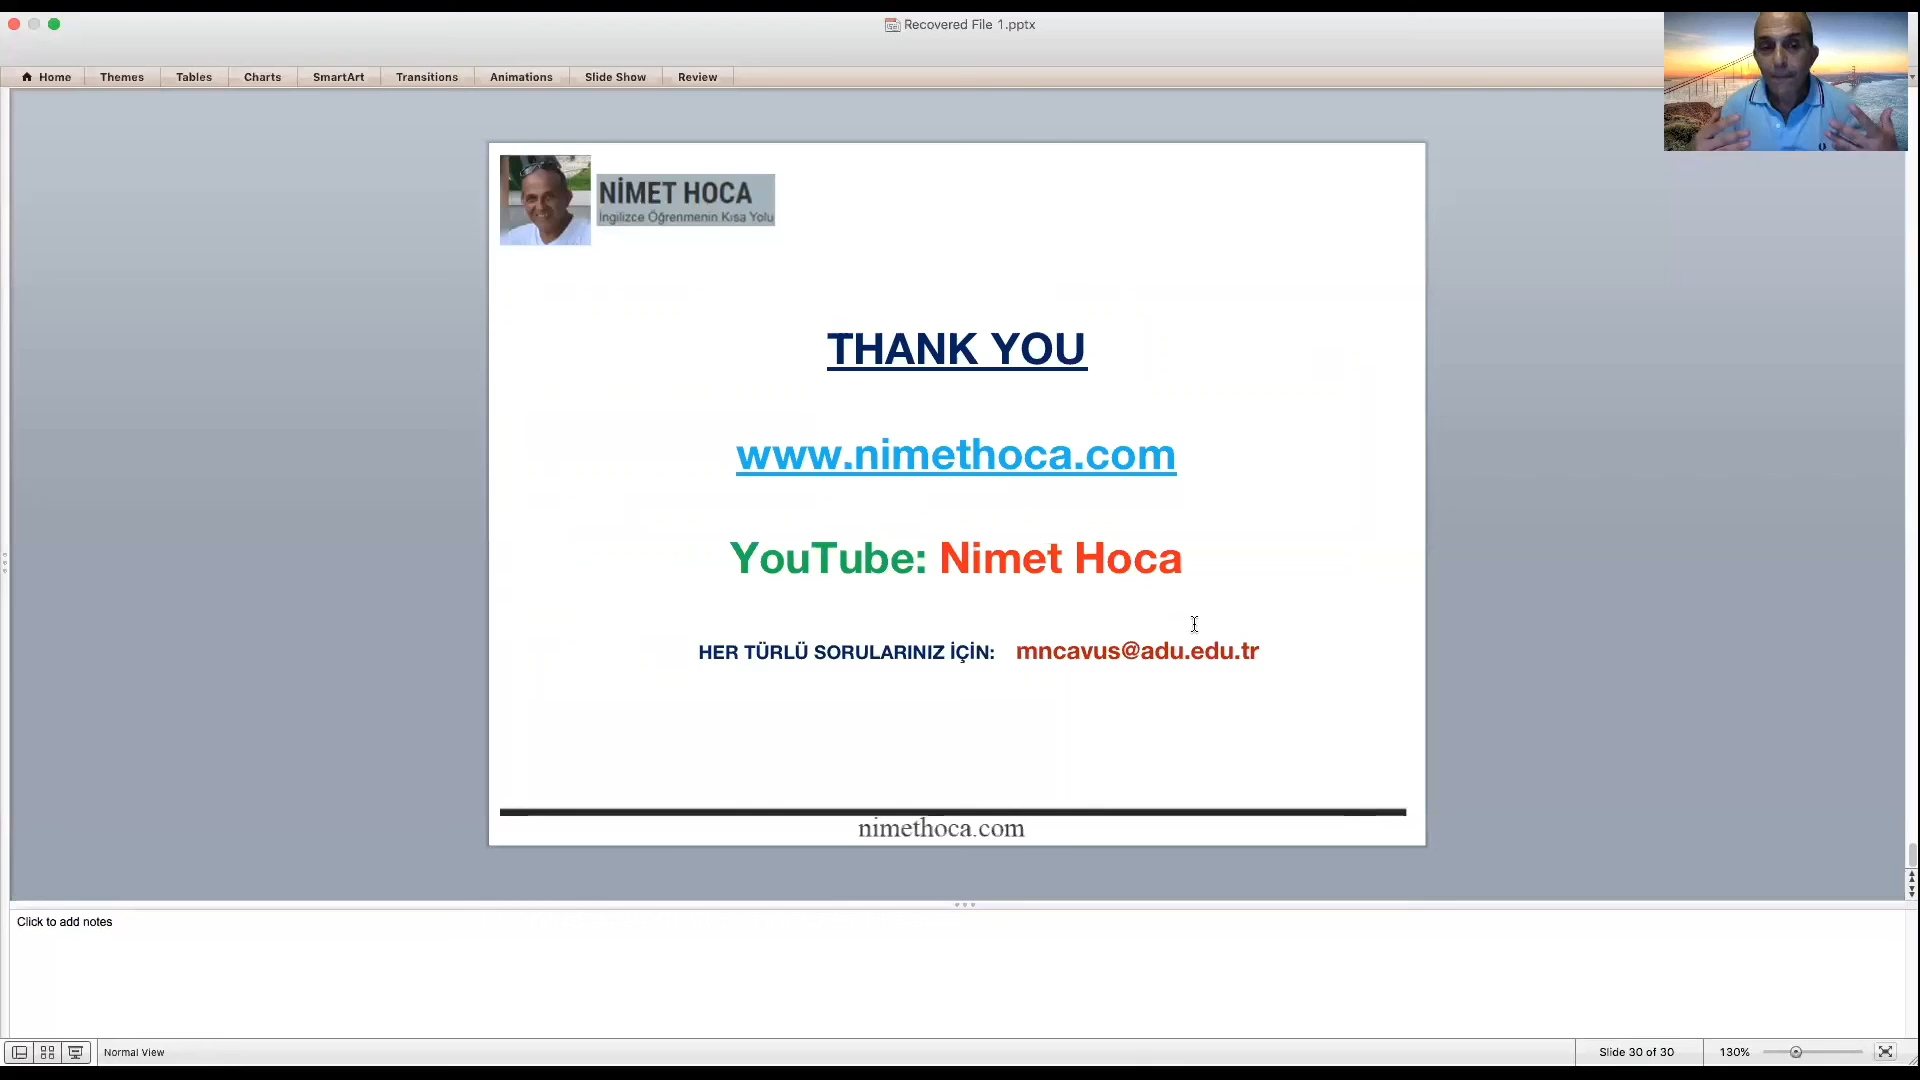 Recovered File 1.pptx
Home Themes Tables Charts SmartArt Transitions Animations Slide Show Review
NİMET HOCA
İngilizce Öğrenmenin Kısa Yolu
THANK YOU
www.nimethoca.com
YouTube: Nimet Hoca
HER TÜRLÜ SORULARINIZ İÇİN: mncavus@adu.edu.tr
nimethoca.com
Click to add notes
Normal View Slide 30 of 30 130%